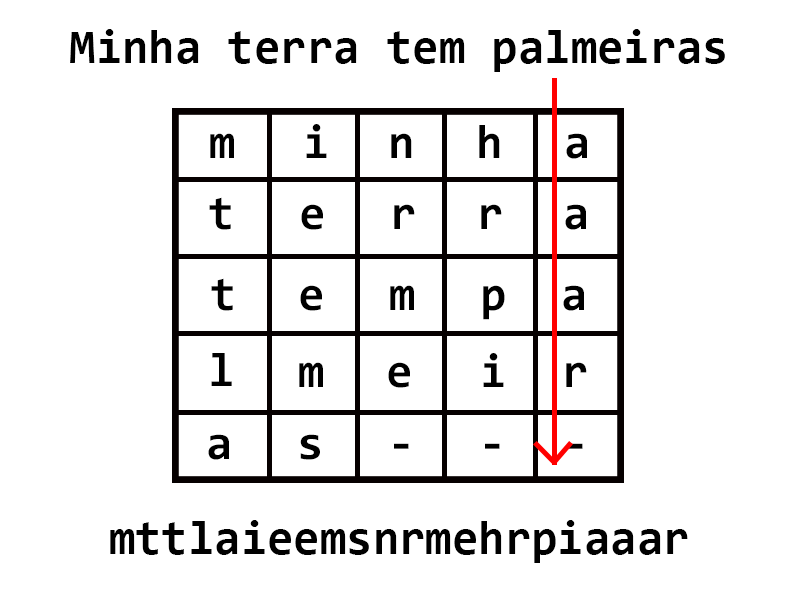 Minha terra tem palmeiras
m i n h a
t e r r a
t e m p a
l m e i r
a s - - -
mttlaieemsnrmehrpiaaar